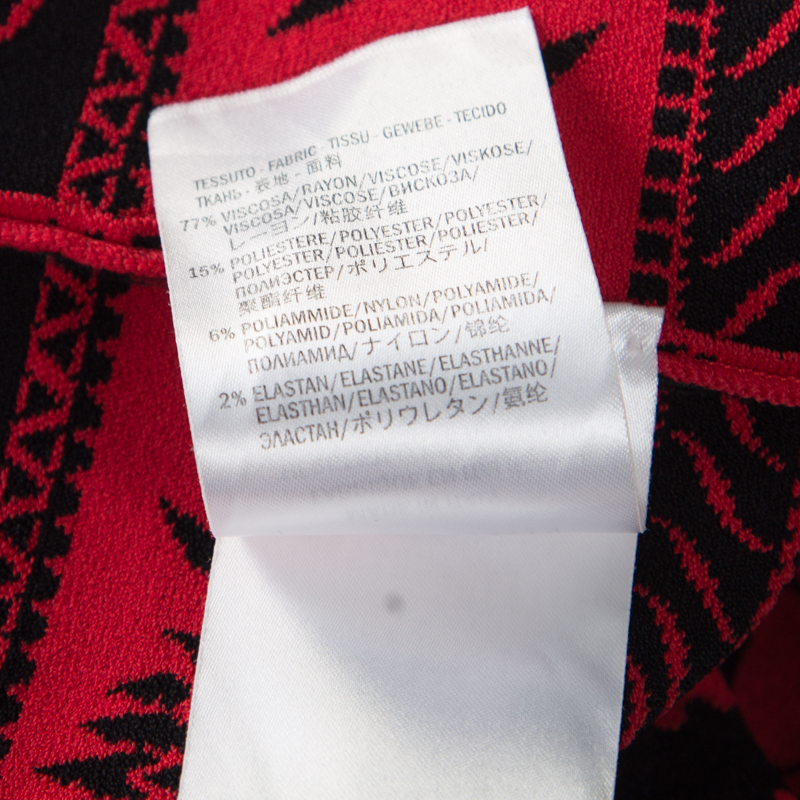 TESSUTO - FABRIC - TISSU - GEWEBE - TECIDO
ТКАНЬ - 表地 - 面料
77% VISCOSA/RAYON/VISCOSE/VISKOSE/
VISCOSA/VISCOSE/ВИСКОЗА/
レーヨン/粘胶纤维
15% POLIESTERE/POLYESTER/POLYESTER/
POLYESTER/POLIESTER/POLIESTER/
ПОЛИЭСТЕР/ポリエステル/
聚酯纤维
6% POLIAMMIDE/NYLON/POLYAMIDE/
POLYAMID/POLIAMIDA/POLIAMIDA/
ПОЛИАМИД/ナイロン/锦纶
2% ELASTAN/ELASTANE/ELASTHANNE/
ELASTHAN/ELASTANO/ELASTANO/
ЭЛАСТАН/ポリウレタン/氨纶